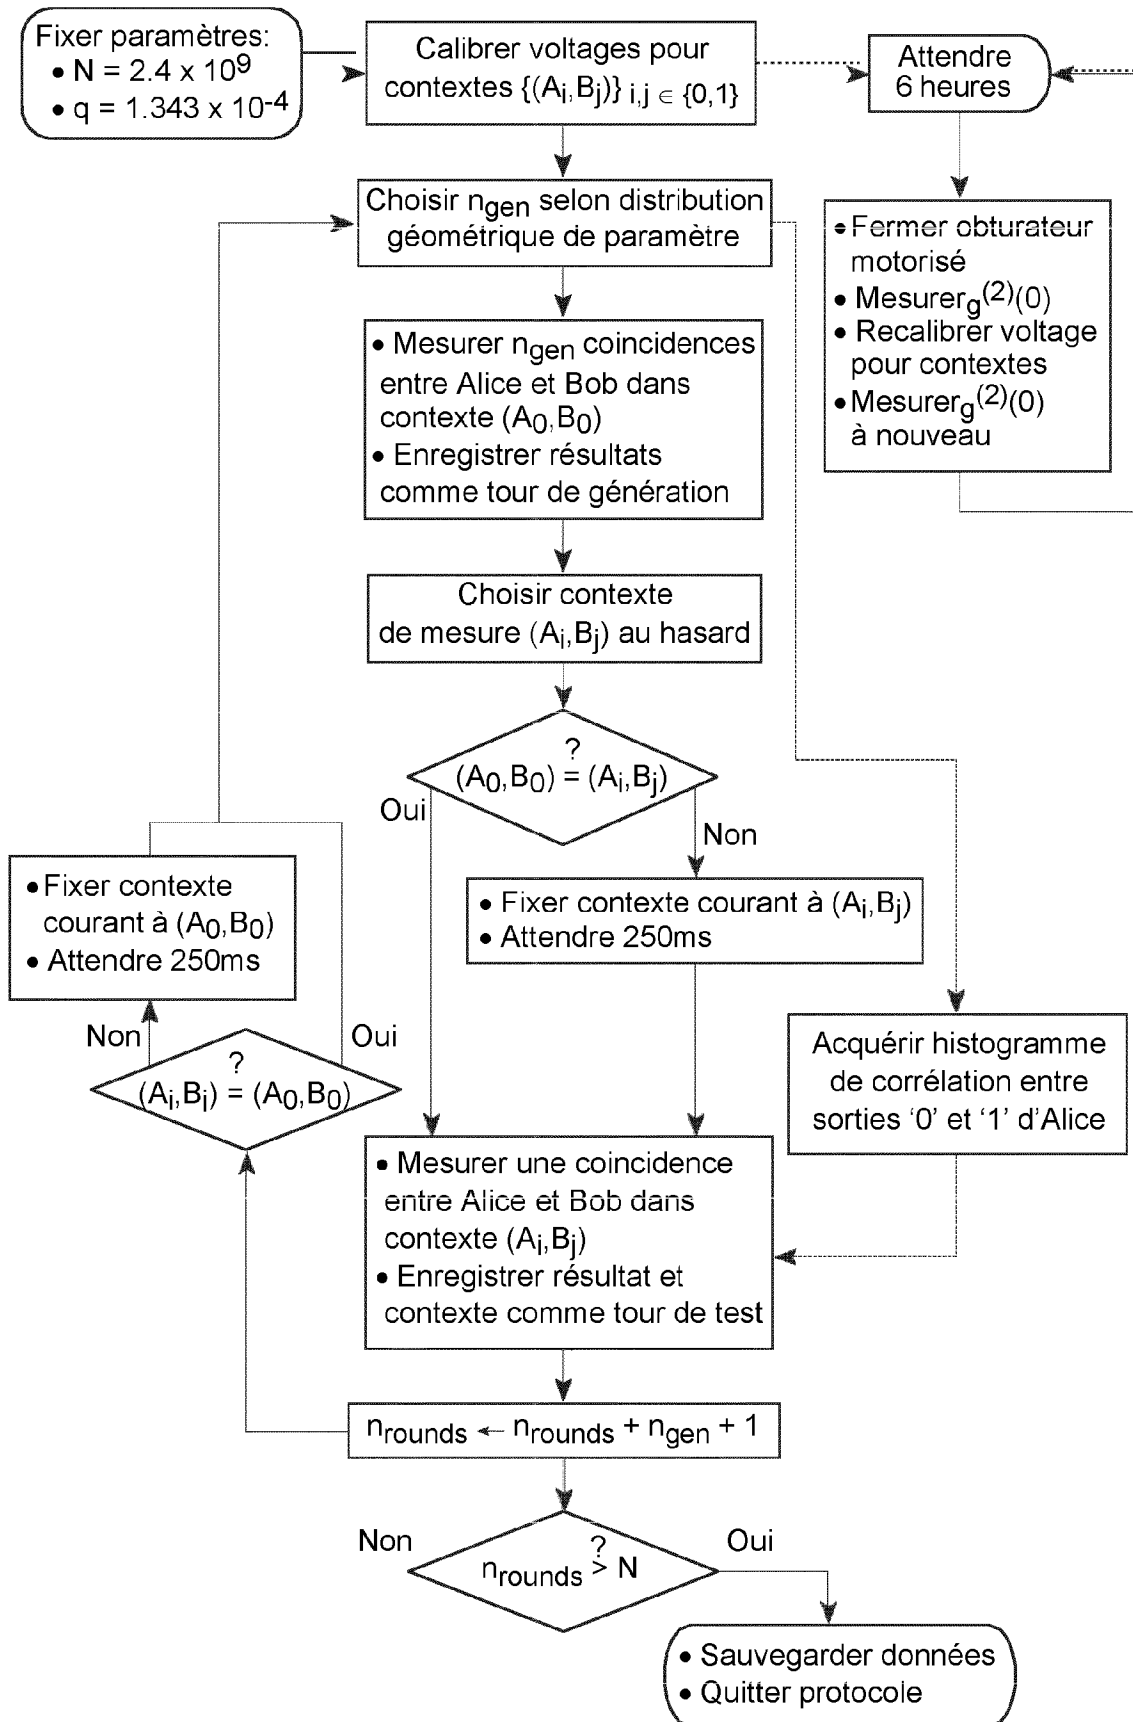 Fixer paramètres:
• N = 2.4 x 10⁹
• q = 1.343 x 10⁻⁴
Calibrer voltages pour
contextes {(Aᵢ,Bⱼ)} i,j ∈ {0,1}
Attendre
6 heures
Choisir n_gen selon distribution
géométrique de paramètre
• Fermer obturateur
motorisé
• Mesurer g⁽²⁾(0)
• Recalibrer voltage
pour contextes
• Mesurer g⁽²⁾(0)
à nouveau
• Mesurer n_gen coincidences
entre Alice et Bob dans
contexte (A₀,B₀)
• Enregistrer résultats
comme tour de génération
Choisir contexte
de mesure (Aᵢ,Bⱼ) au hasard
?
(A₀,B₀) = (Aᵢ,Bⱼ)
Oui
Non
• Fixer contexte courant à (Aᵢ,Bⱼ)
• Attendre 250ms
• Fixer contexte
courant à (A₀,B₀)
• Attendre 250ms
Non
Oui
?
(Aᵢ,Bᵢ) = (A₀,B₀)
Acquérir histogramme
de corrélation entre
sorties ‘0’ et ‘1’ d’Alice
• Mesurer une coincidence
entre Alice et Bob dans
contexte (Aᵢ,Bⱼ)
• Enregistrer résultat et
contexte comme tour de test
n_rounds ← n_rounds + n_gen + 1
Non
Oui
?
n_rounds > N
• Sauvegarder données
• Quitter protocole